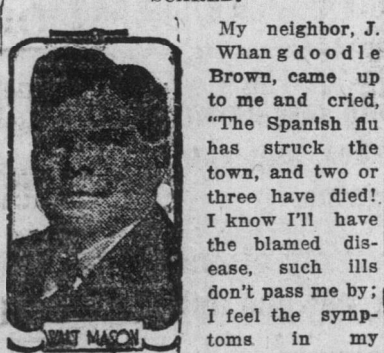 My neighbor, J.
Whangdoodle
Brown, came up
to me and cried,
"The Spanish flu
has struck the
town, and two or
three have died!
I know I'll have
the blamed dis-
ease, such ills
don't pass me by;
I feel the symp-
toms in my
WALT MASON